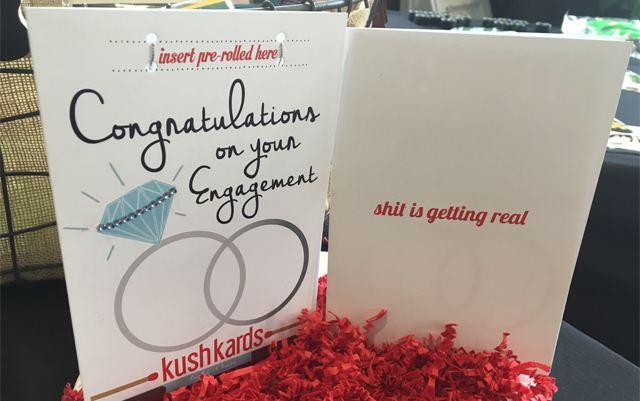 insert pre-rolled here
Congratulations
on your
Engagement
kushkards
shit is getting real